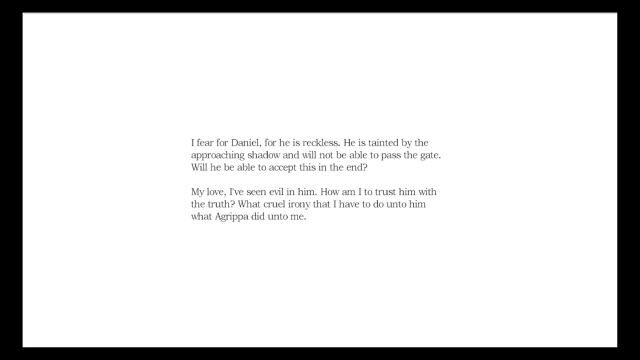 I fear for Daniel, for he is reckless. He is tainted by the
approaching shadow and will not be able to pass the gate.
Will he be able to accept this in the end?
My love, I've seen evil in him. How am I to trust him with
the truth? What cruel irony that I have to do unto him
what Agrippa did unto me.